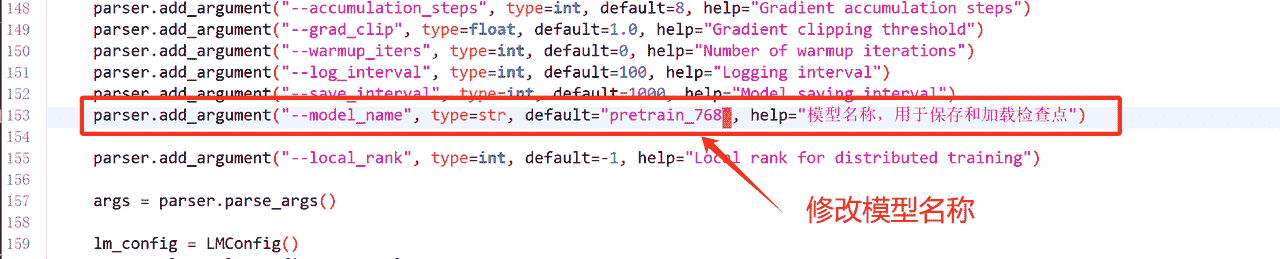 148 parser.add_argument("--accumulation_steps", type=int, default=8, help="Gradient accumulation steps")
149 parser.add_argument("--grad_clip", type=float, default=1.0, help="Gradient clipping threshold")
150 parser.add_argument("--warmup_iters", type=int, default=0, help="Number of warmup iterations")
151 parser.add_argument("--log_interval", type=int, default=100, help="Logging interval")
152 parser.add_argument("--save_interval", type=int, default=1000, help="Model saving interval")
153 parser.add_argument("--model_name", type=str, default="pretrain_768", help="模型名称，用于保存和加载检查点")
155 parser.add_argument("--local_rank", type=int, default=-1, help="Local rank for distributed training")
156
157 args = parser.parse_args()
158
修改模型名称
159 lm_config = LMConfig()